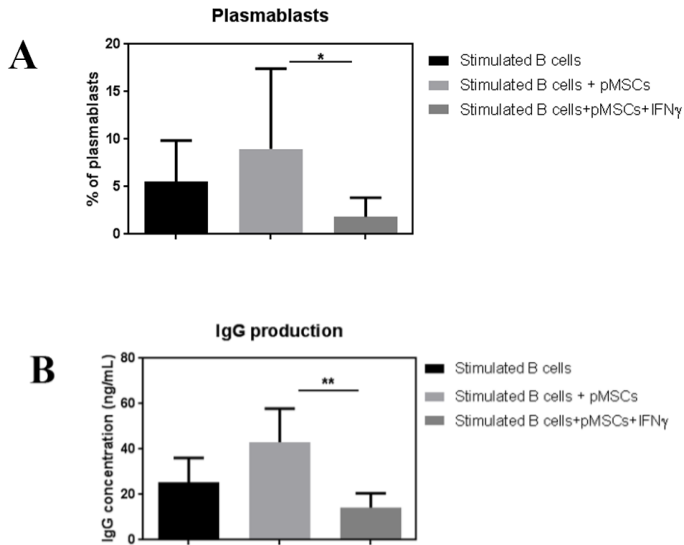 Plasmablasts
A
% of plasmablasts
20
15
10
5
0
*
Stimulated B cells
Stimulated B cells + pMSCs
Stimulated B cells+pMSCs+IFNγ
IgG production
B
IgG concentration (ng/mL)
80
60
40
20
0
**
Stimulated B cells
Stimulated B cells + pMSCs
Stimulated B cells+pMSCs+IFNγ